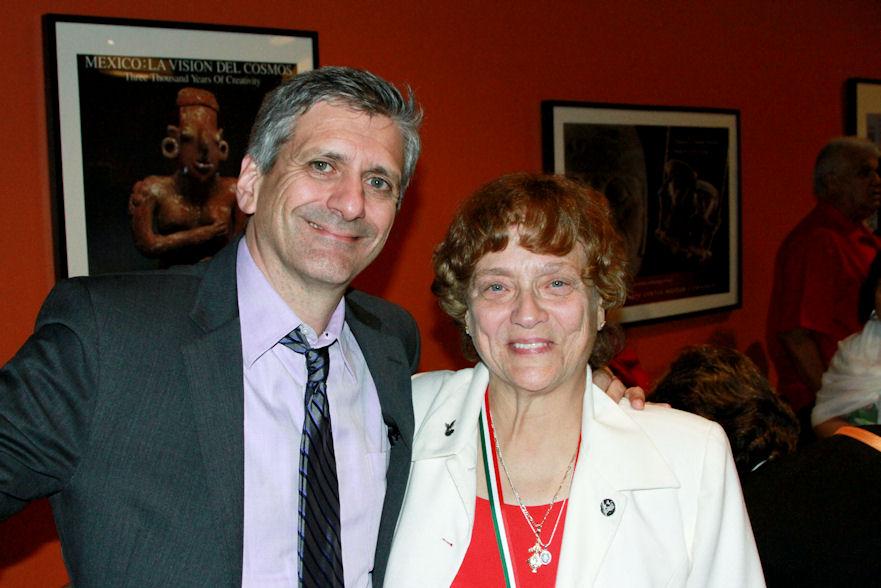 MEXICO: LA VISION DEL COSMOS
Three Thousand Years Of Creativity